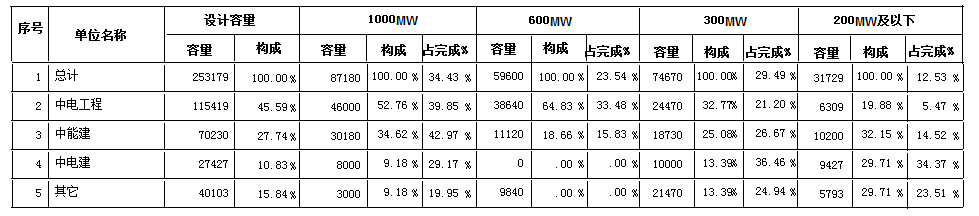 序号 单位名称 设计容量 1000MW 600MW 300MW 200MW及以下
容量 构成 容量 构成 占完成% 容量 构成 占完成% 容量 构成 占完成% 容量 构成 占完成%
1 总计 253179 100.00% 87180 100.00% 34.43% 59600 100.00% 23.54% 74670 100.00% 29.49% 31729 100.00% 12.53%
2 中电工程 115419 45.59% 46000 52.76% 39.85% 38640 64.83% 33.48% 24470 32.77% 21.20% 6309 19.88% 5.47%
3 中能建 70230 27.74% 30180 34.62% 42.97% 11120 18.66% 15.83% 18730 25.08% 26.67% 10200 32.15% 14.52%
4 中电建 27427 10.83% 8000 9.18% 29.17% 0 .00% .00% 10000 13.39% 36.46% 9427 29.71% 34.37%
5 其它 40103 15.84% 3000 9.18% 19.95% 9840 .00% .00% 21470 13.39% 24.94% 5793 29.71% 23.51%